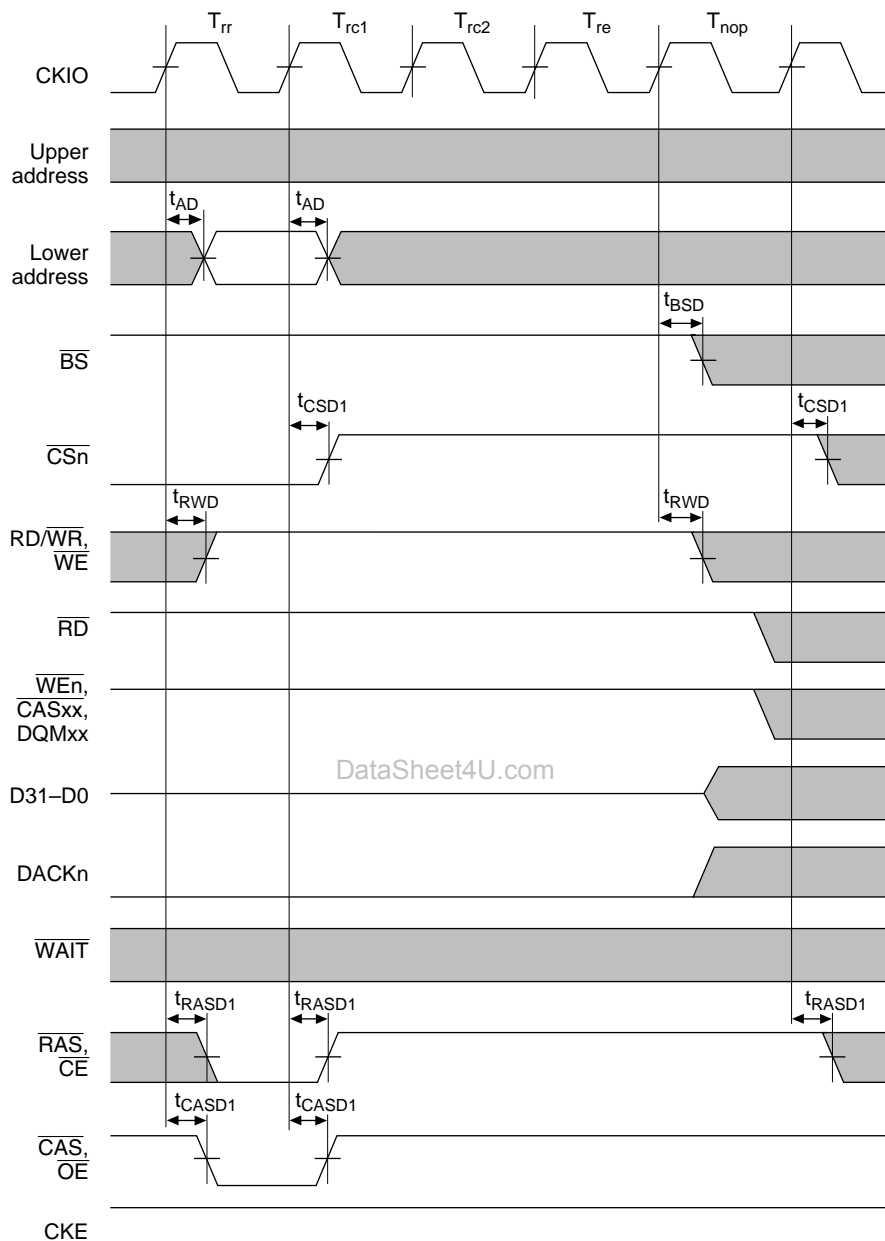 Trr Trc1 Trc2 Tre Tnop
CKIO
Upper
address
tAD tAD
Lower
address
tBSD
BS
tCSD1 tCSD1
CSn
tRWD tRWD
RD/WR,
WE
RD
WEn,
CASxx,
DQMxx
DataSheet4U.com
D31–D0
DACKn
WAIT
tRASD1 tRASD1 tRASD1
RAS,
CE
tCASD1 tCASD1
CAS,
OE
CKE